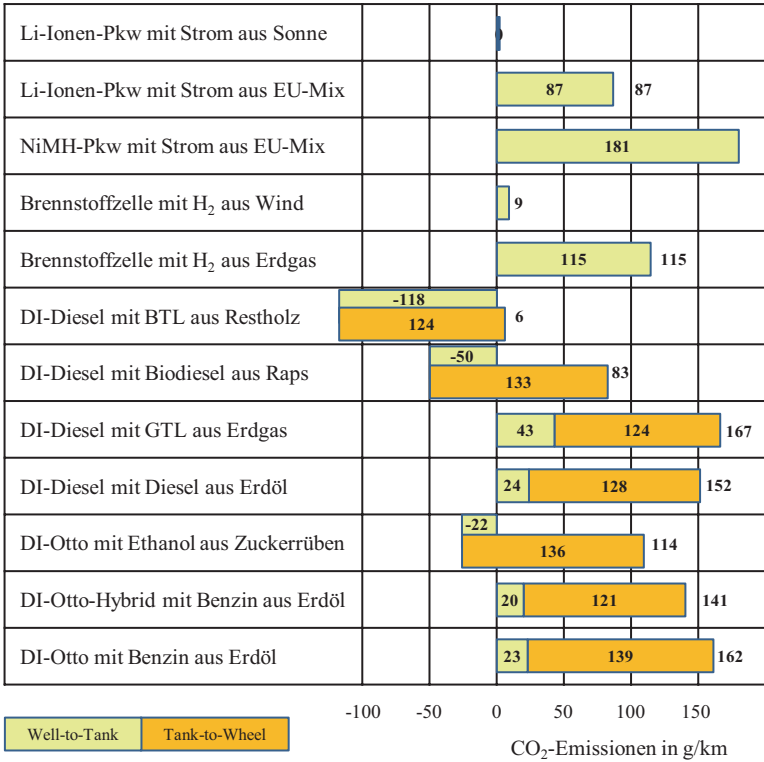 Li-Ionen-Pkw mit Strom aus Sonne 0
Li-Ionen-Pkw mit Strom aus EU-Mix 87 87
NiMH-Pkw mit Strom aus EU-Mix 181
Brennstoffzelle mit H₂ aus Wind 9
Brennstoffzelle mit H₂ aus Erdgas 115 115
-118
DI-Diesel mit BTL aus Restholz 124 6
-50
DI-Diesel mit Biodiesel aus Raps 133 83
DI-Diesel mit GTL aus Erdgas 43 124 167
DI-Diesel mit Diesel aus Erdöl 24 128 152
-22
DI-Otto mit Ethanol aus Zuckerrüben 136 114
DI-Otto-Hybrid mit Benzin aus Erdöl 20 121 141
DI-Otto mit Benzin aus Erdöl 23 139 162
-100 -50 0 50 100 150
Well-to-Tank Tank-to-Wheel
CO₂-Emissionen in g/km